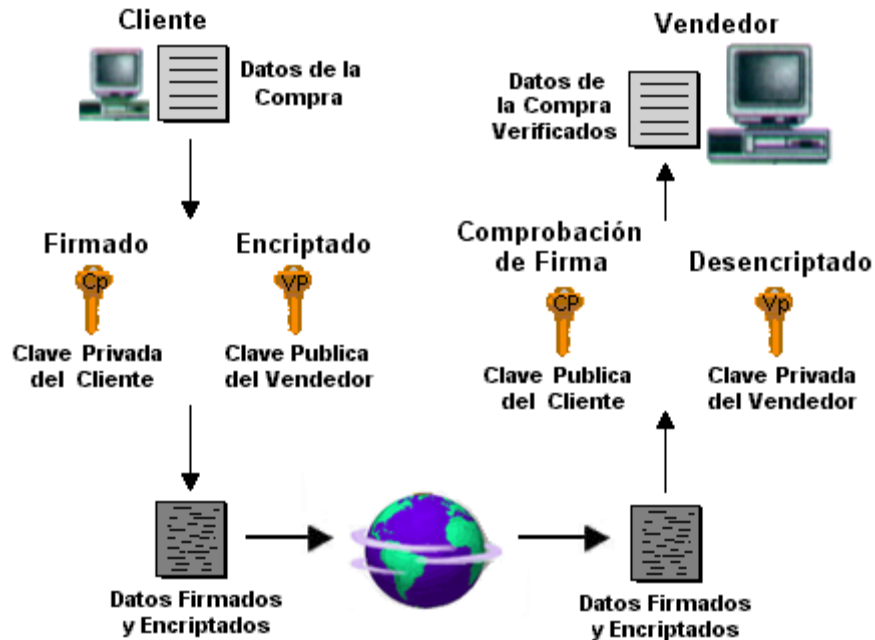 Cliente
Datos de la
Compra
Firmado
Cp
Clave Privada
del Cliente
Encriptado
VP
Clave Publica
del Vendedor
Datos Firmados
y Encriptados
Vendedor
Datos de
la Compra
Verificados
Comprobación
de Firma
CP
Clave Publica
del Cliente
Desencriptado
Vp
Clave Privada
del Vendedor
Datos Firmados
y Encriptados